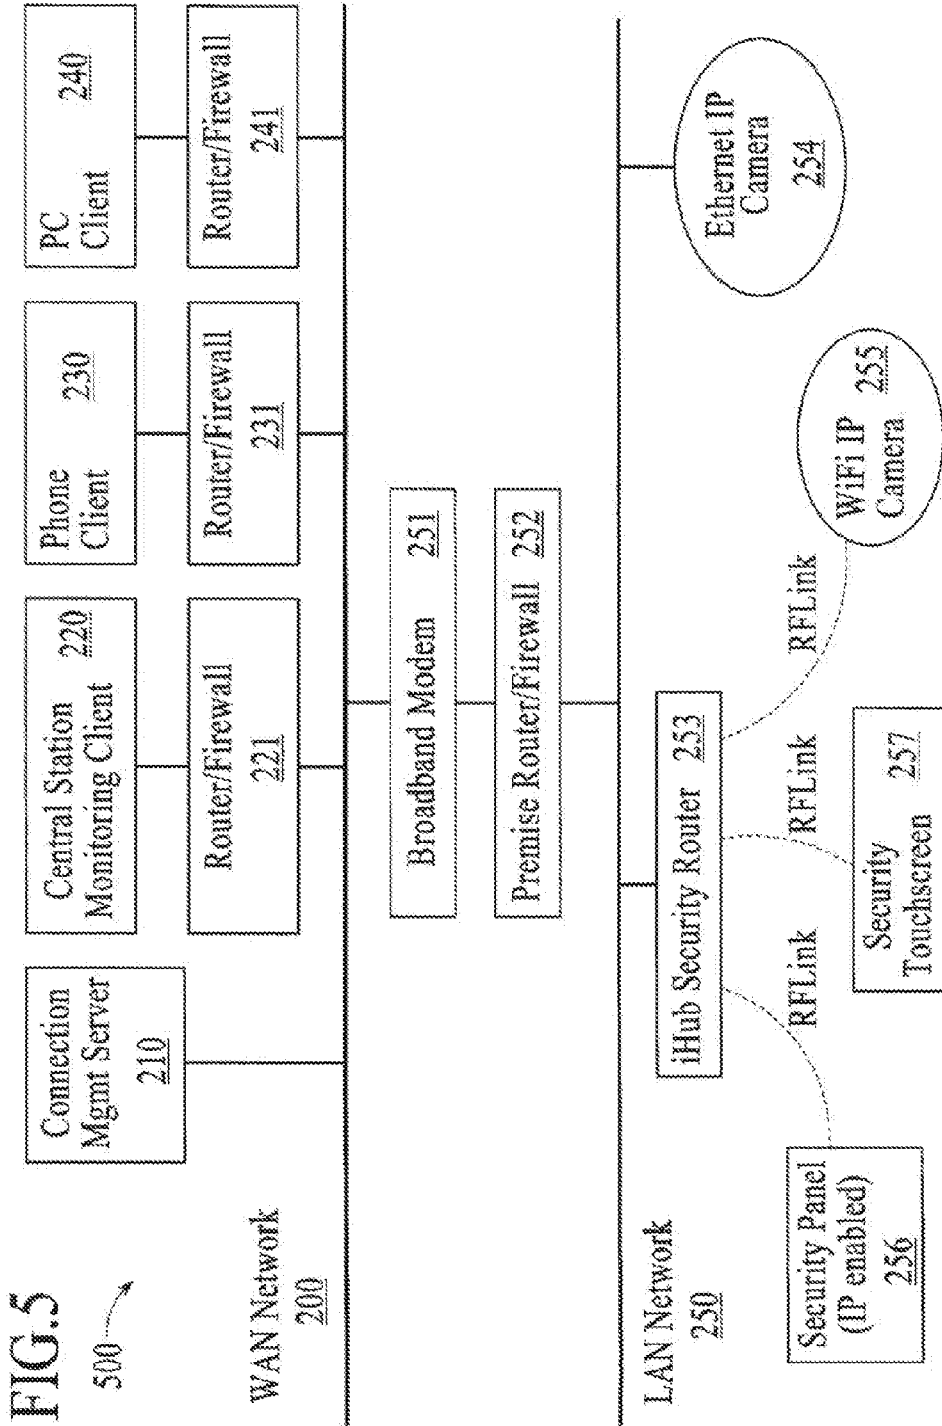 FIG.5
500
Connection
Mgmt Server
210
Central Station
Monitoring Client
220
Phone
Client
230
PC
Client
240
Router/Firewall
221
Router/Firewall
231
Router/Firewall
241
WAN Network
200
Broadband Modem 251
Premise Router/Firewall 252
LAN Network
250
iHub Security Router 253
Ethernet IP
Camera
254
RFLink
RFLink
RFLink
Security Panel
(IP enabled)
256
Security
Touchscreen
257
WiFi IP
Camera
255